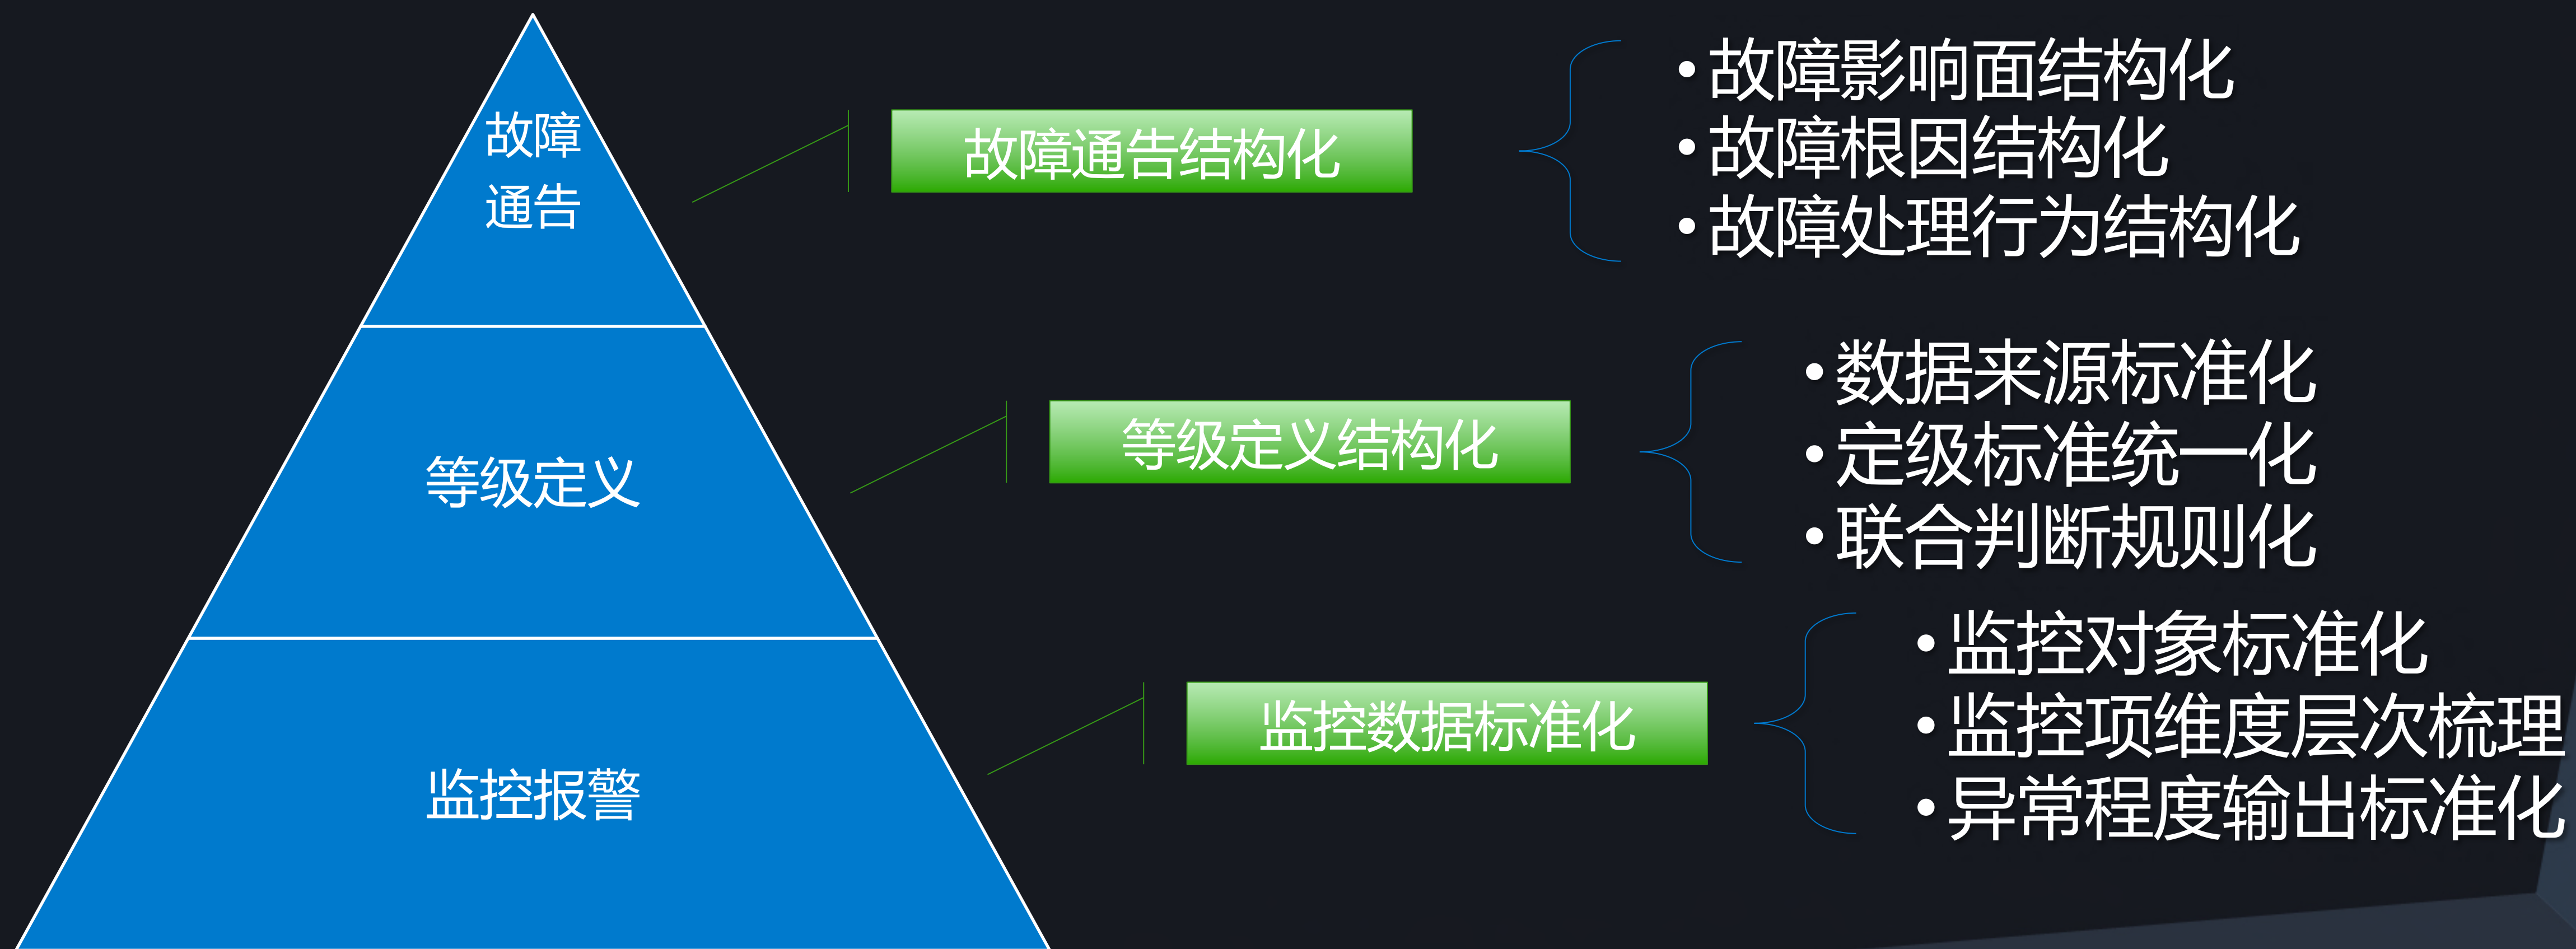 故障
通告
故障通告结构化
•故障影响面结构化
•故障根因结构化
•故障处理行为结构化
等级定义
等级定义结构化
•数据来源标准化
•定级标准统一化
•联合判断规则化
监控报警
监控数据标准化
•监控对象标准化
•监控项维度层次梳理
•异常程度输出标准化